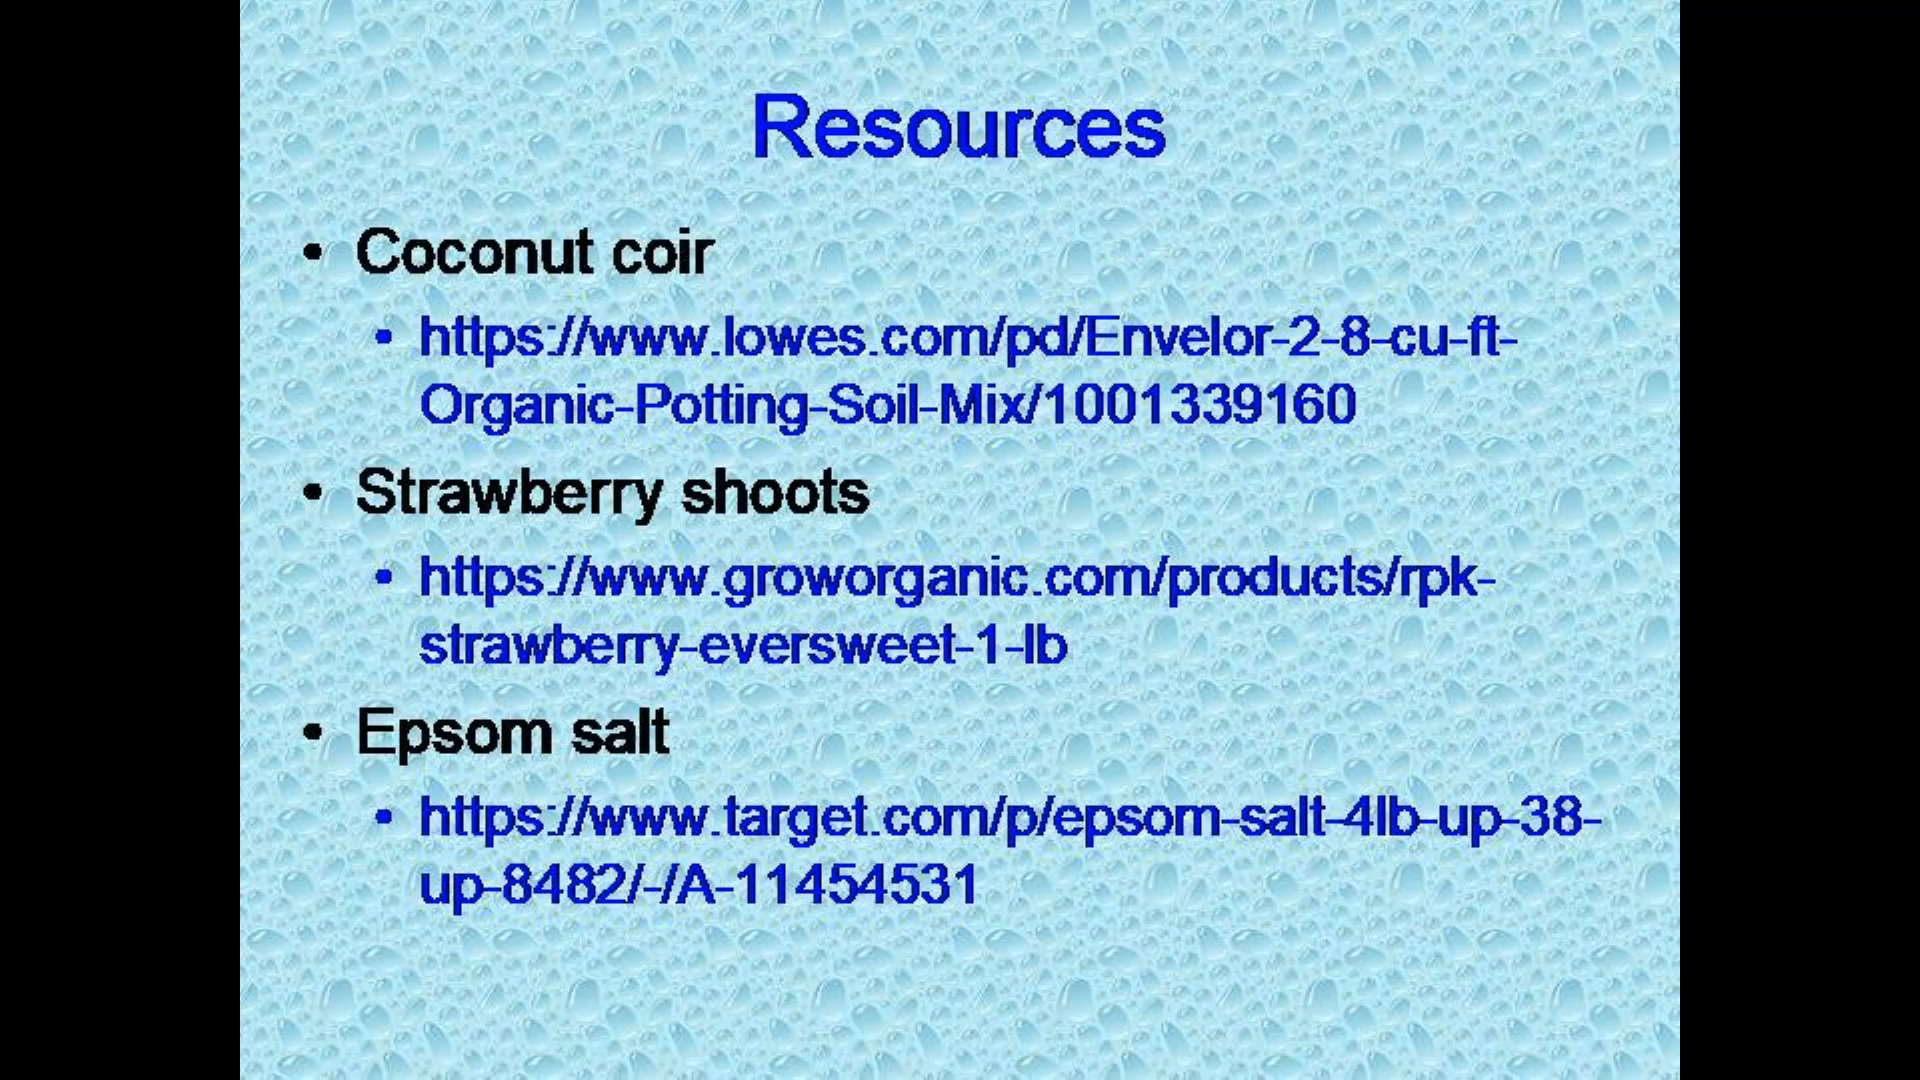 Resources
• Coconut coir
• https://www.lowes.com/pd/Envelor-2-8-cu-ft-
Organic-Potting-Soil-Mix/1001339160
• Strawberry shoots
• https://www.groworganic.com/products/rpk-
strawberry-eversweet-1-lb
• Epsom salt
• https://www.target.com/p/epsom-salt-4lb-up-38-
up-8482/-/A-11454531